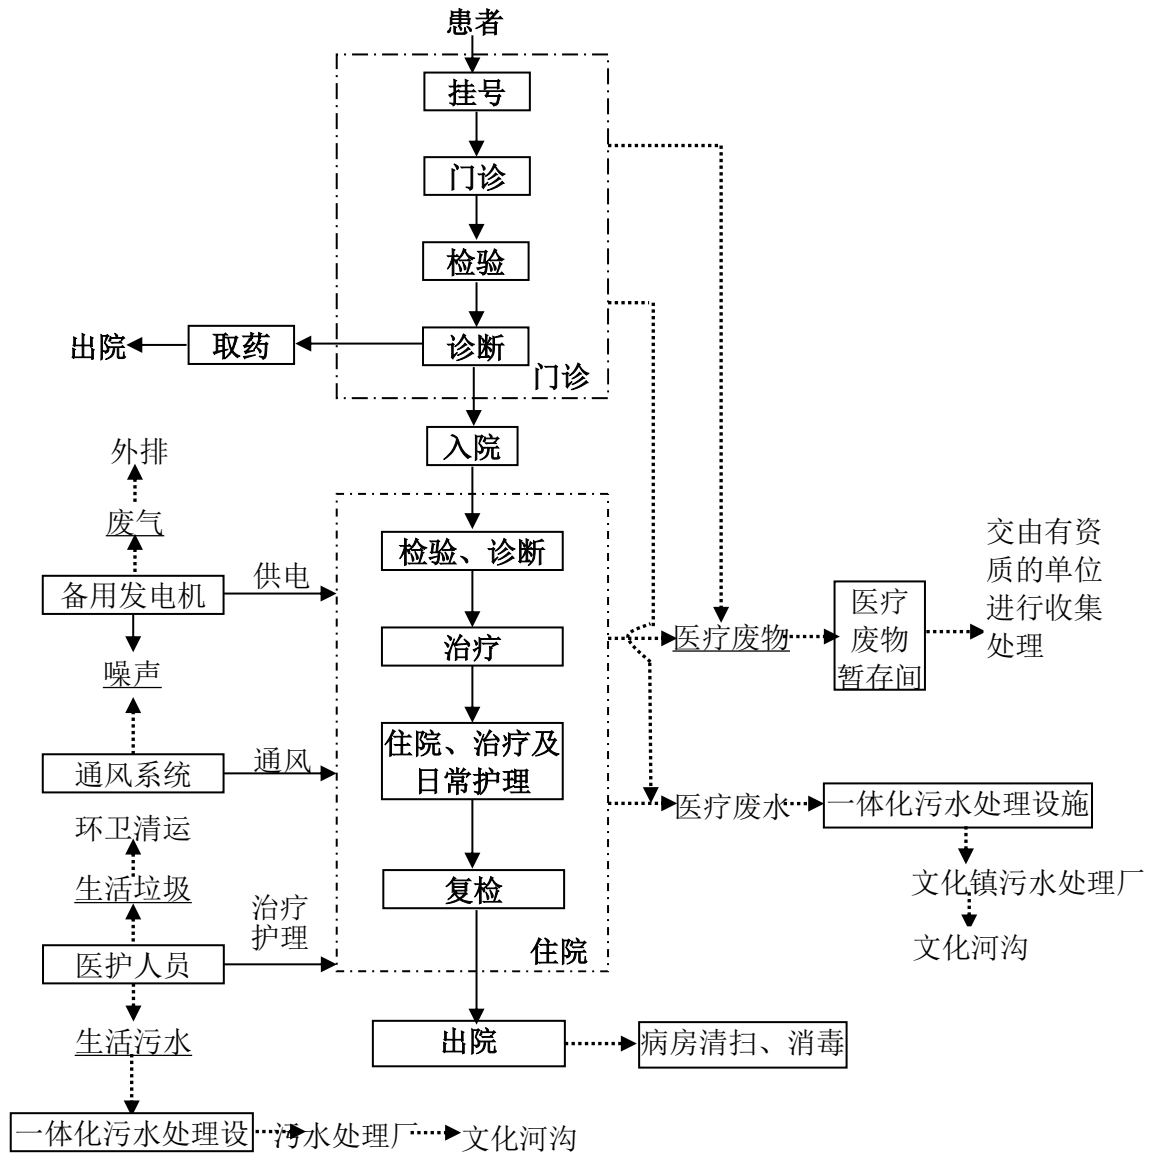 患者
挂号
门诊
检验
诊断
取药
出院
门诊
入院
外排
废气
备用发电机
供电
噪声
通风系统
通风
环卫清运
生活垃圾
医护人员
治疗
护理
生活污水
一体化污水处理设
污水处理厂
文化河沟
检验、诊断
治疗
住院、治疗及
日常护理
复检
住院
出院
病房清扫、消毒
医疗废物
医疗
废物
暂存间
交由有资
质的单位
进行收集
处理
医疗废水
一体化污水处理设施
文化镇污水处理厂
文化河沟